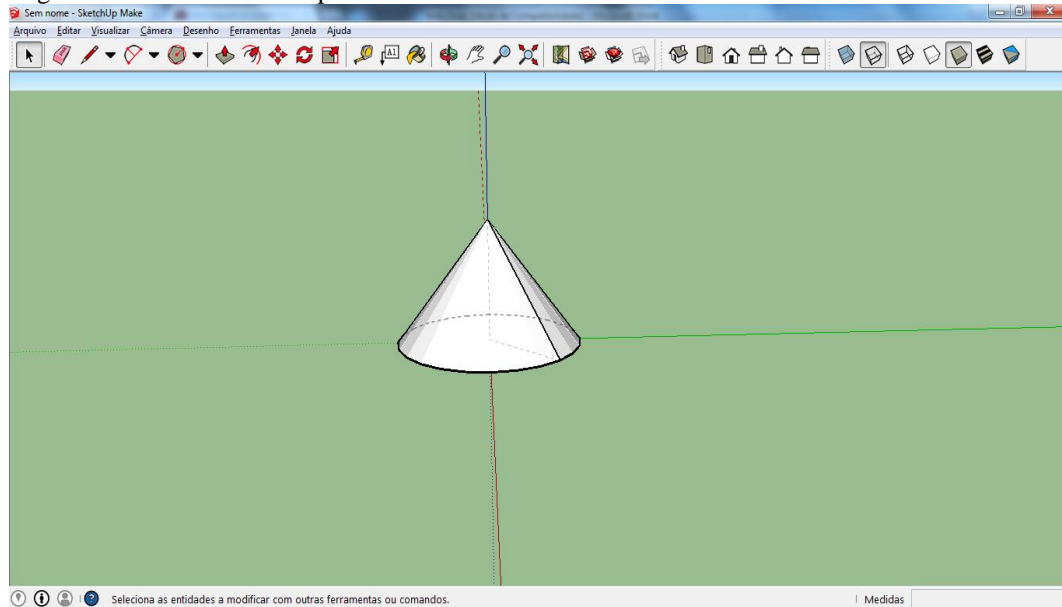 Sem nome - SketchUp Make
Arquivo Editar Visualizar Câmera Desenho Ferramentas Janela Ajuda
A1
Seleciona as entidades a modificar com outras ferramentas ou comandos.
Medidas